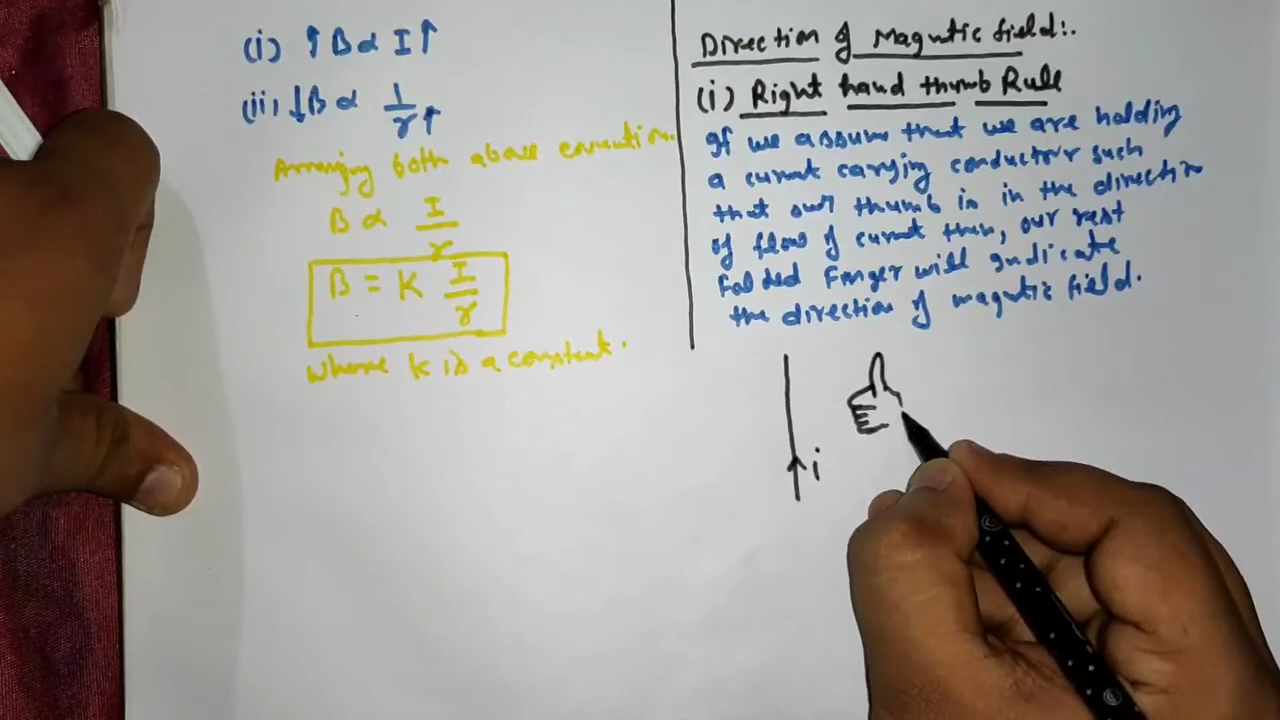 (i) ↑ B ∝ I ↑
(ii) ↓ B ∝ 1/r ↑
Arranging both above equation.
B ∝ I/r
B = K I/r
Where K is a constant.
Direction of Magnetic field:.
(i) Right hand thumb Rule
If we assume that we are holding
a current carrying conductor such
that our thumb is in the direction
of flow of current then, our rest
folded Finger will indicate
the direction of magnetic field.
i